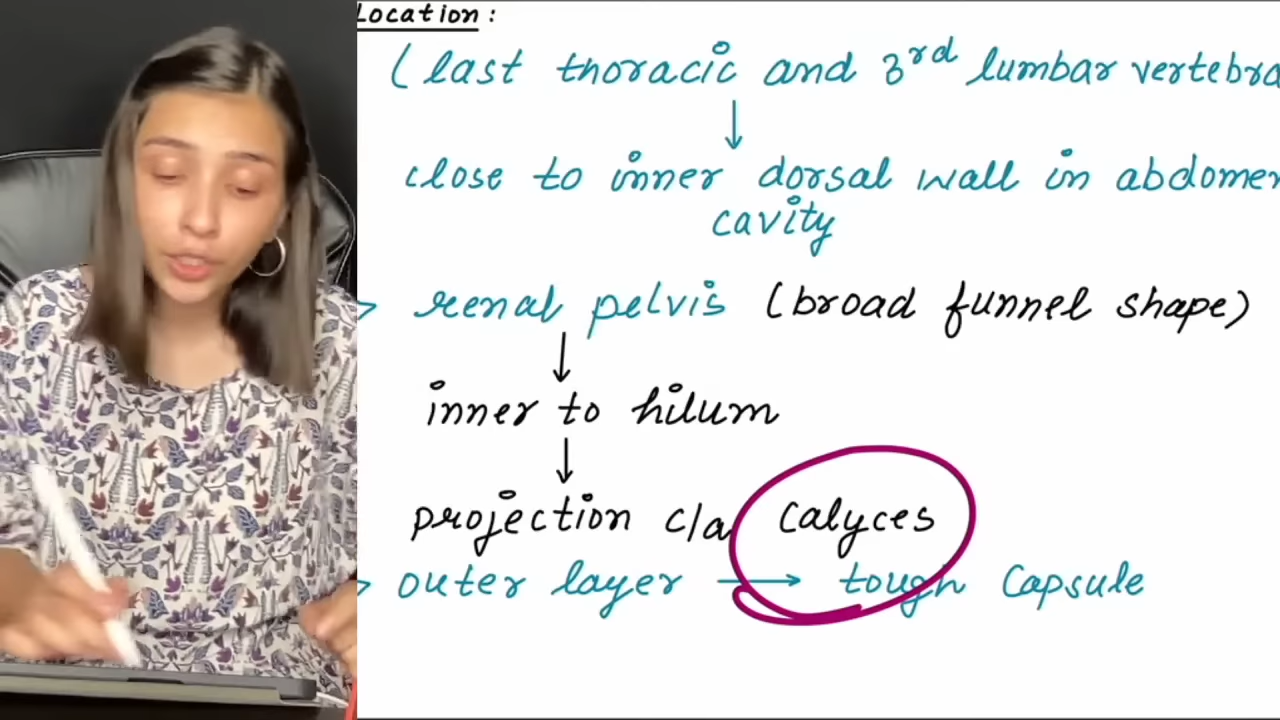 Location :
(last thoracic and 3rd lumbar vertebra
close to inner dorsal wall in abdomen
cavity
renal pelvis (broad funnel shape)
inner to hilum
projection c/a calyces
outer layer → tough capsule